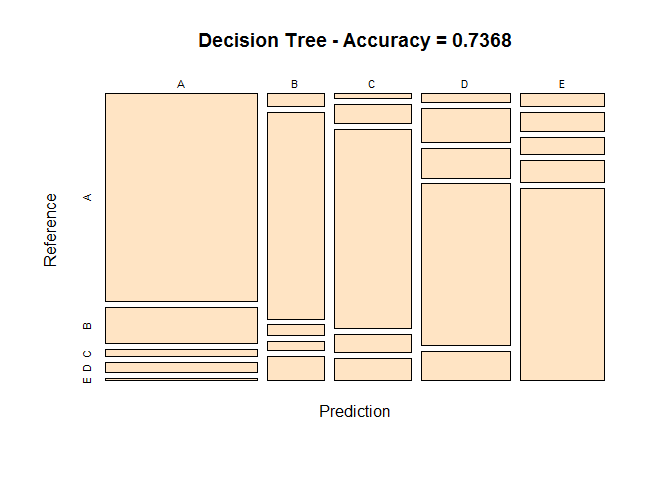 Decision Tree - Accuracy = 0.7368
A B C D E
Reference
A
B
C
D
E
Prediction